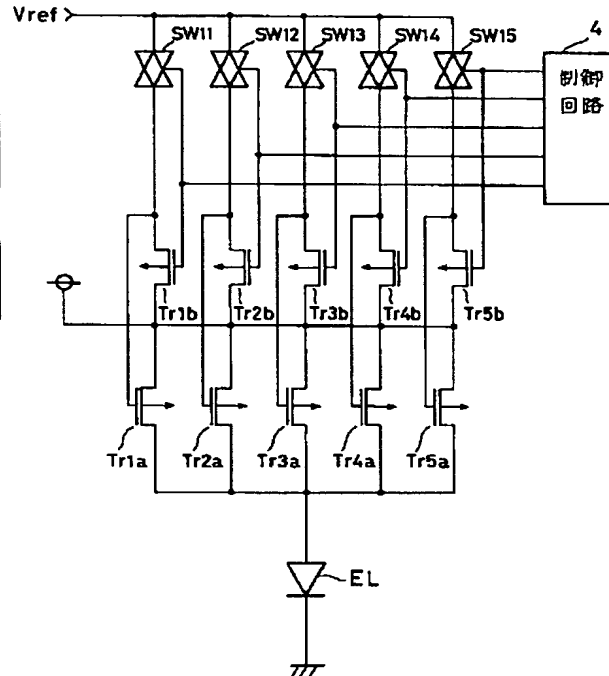 Vref
SW11
SW12
SW13
SW14
SW15
4
制御
回路
Tr1b
Tr2b
Tr3b
Tr4b
Tr5b
Tr1a
Tr2a
Tr3a
Tr4a
Tr5a
EL